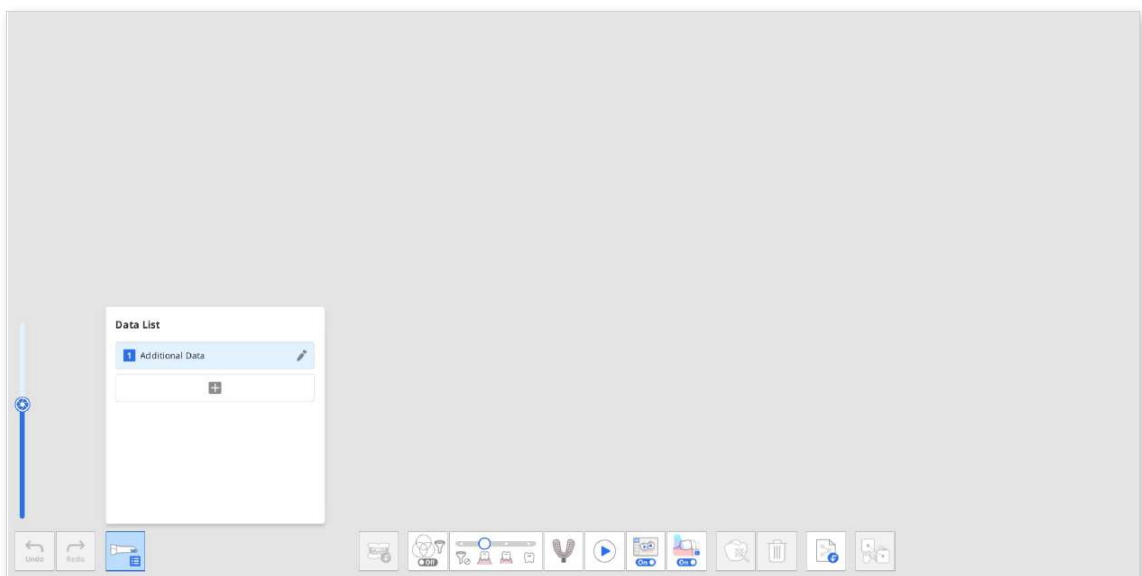 Data List
1 Additional Data
Undo
Redo
Off
On
On